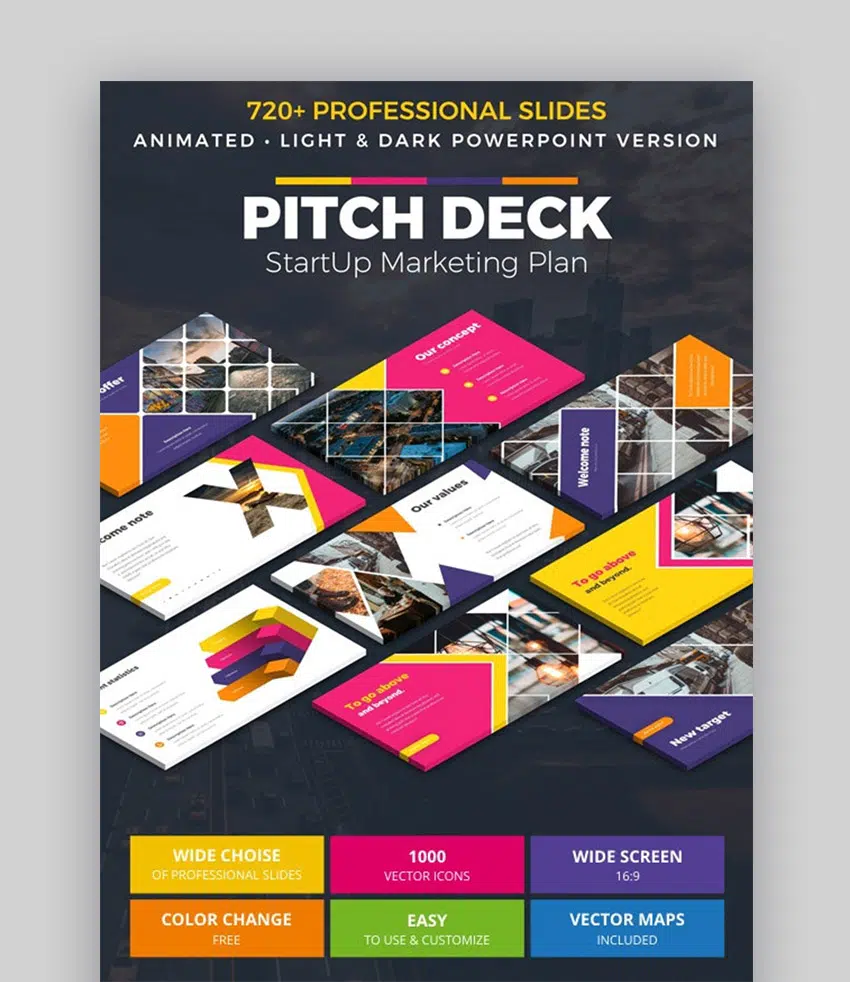 720+ PROFESSIONAL SLIDES
ANIMATED • LIGHT & DARK POWERPOINT VERSION
PITCH DECK
StartUp Marketing Plan
offer
Our concept
Welcome note
come note
Our values
To go above
and beyond.
nt statistics
To go above
and beyond.
New target
WIDE CHOISE
OF PROFESSIONAL SLIDES
1000
VECTOR ICONS
WIDE SCREEN
16:9
COLOR CHANGE
FREE
EASY
TO USE & CUSTOMIZE
VECTOR MAPS
INCLUDED